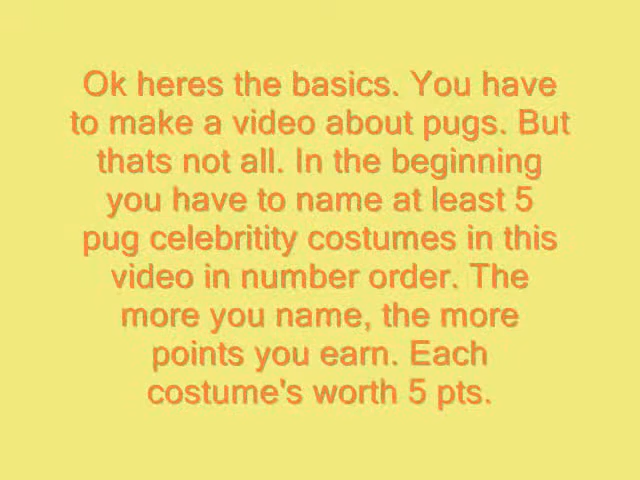 Ok heres the basics. You have
to make a video about pugs. But
thats not all. In the beginning
you have to name at least 5
pug celebritity costumes in this
video in number order. The
more you name, the more
points you earn. Each
costume's worth 5 pts.